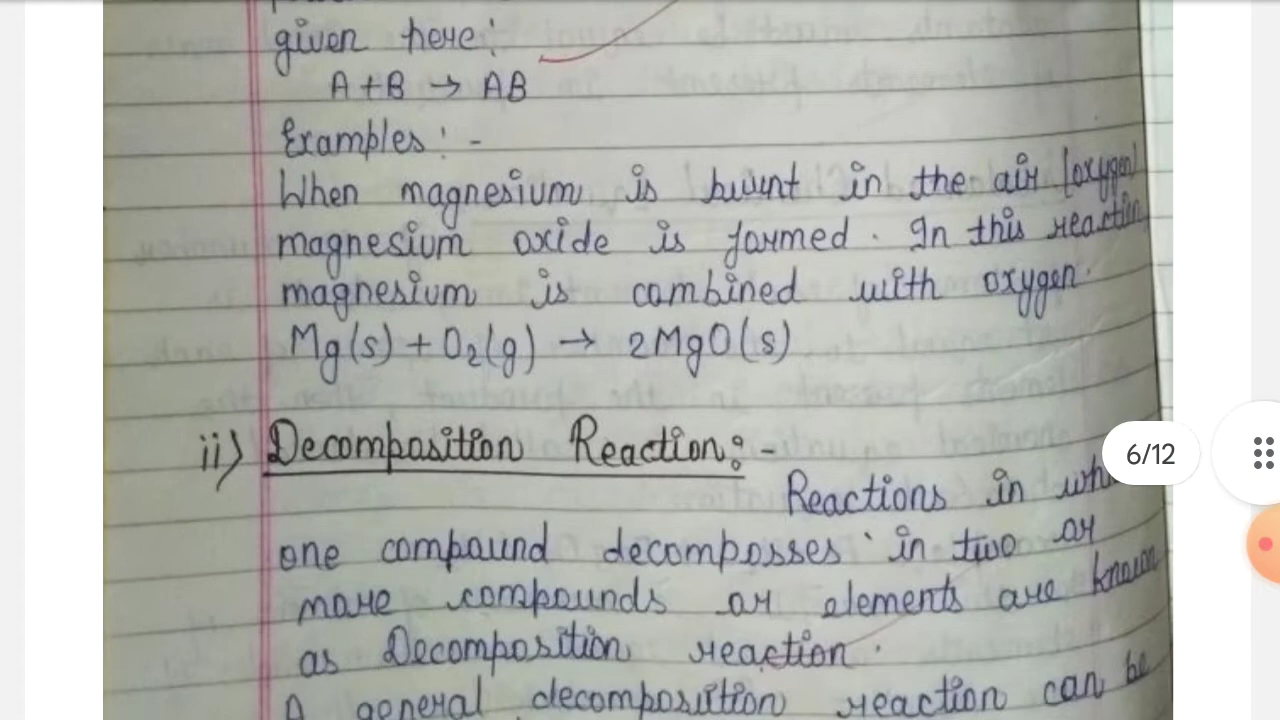 given here:
A + B → AB
Examples: -
When magnesium is burnt in the air (oxygen)
magnesium oxide is formed. In this reaction
magnesium is combined with oxygen.
Mg(s) + O₂(g) → 2MgO(s)
ii) Decomposition Reaction: -
6/12
Reactions in
one compound decomposses in two or
more compounds or elements are known
as Decomposition reaction.
A general decomposition reaction can be